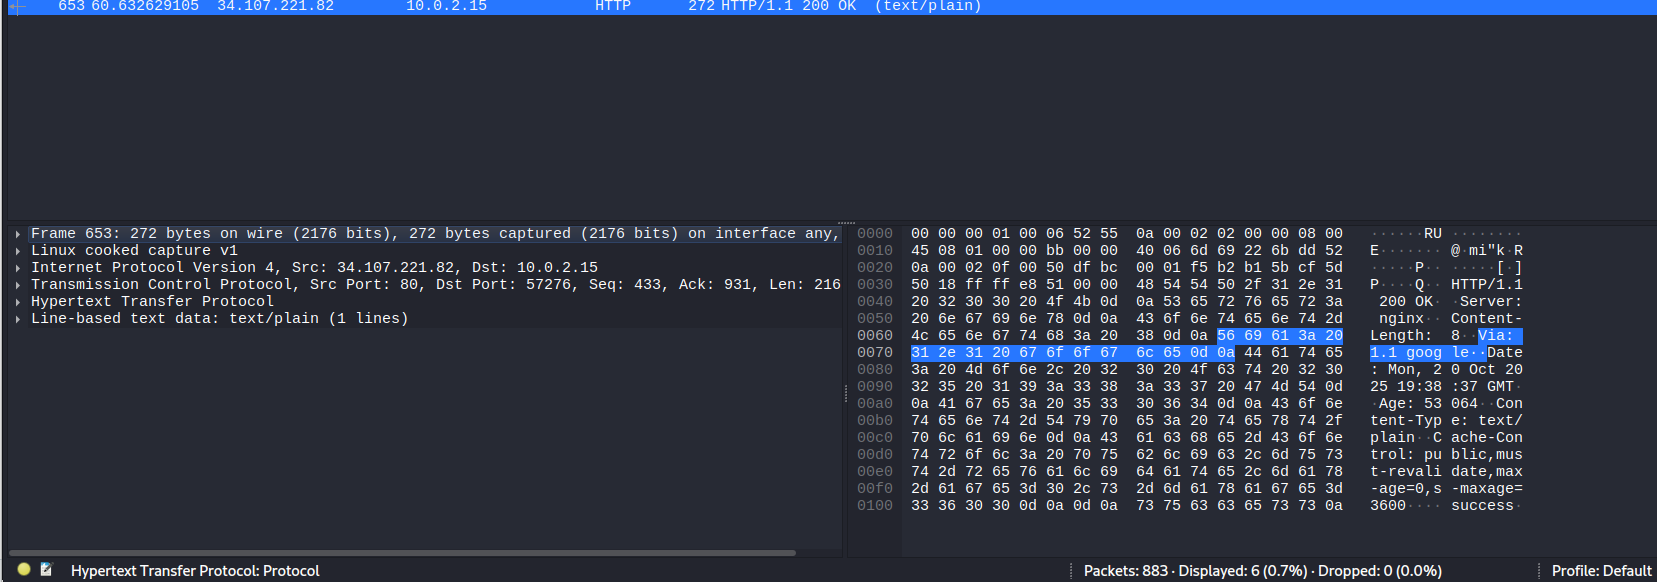 653 60.632629105 34.107.221.82 10.0.2.15 HTTP 272 HTTP/1.1 200 OK (text/plain)
Frame 653: 272 bytes on wire (2176 bits), 272 bytes captured (2176 bits) on interface any,
Linux cooked capture v1
Internet Protocol Version 4, Src: 34.107.221.82, Dst: 10.0.2.15
Transmission Control Protocol, Src Port: 80, Dst Port: 57276, Seq: 433, Ack: 931, Len: 216
Hypertext Transfer Protocol
Line-based text data: text/plain (1 lines)
0000 00 00 00 01 00 06 52 55 0a 00 02 02 00 00 08 00 ······RU ········
0010 45 08 01 00 00 bb 00 00 40 06 6d 69 22 6b dd 52 E······· @·mi"k·R
0020 0a 00 02 0f 00 50 df bc 00 01 f5 b2 b1 5b cf 5d ·····P·· ·····[·]
0030 50 18 ff ff e8 51 00 00 48 54 54 50 2f 31 2e 31 P····Q·· HTTP/1.1
0040 20 32 30 30 20 4f 4b 0d 0a 53 65 72 76 65 72 3a 200 OK· ·Server:
0050 20 6e 67 69 6e 78 0d 0a 43 6f 6e 74 65 6e 74 2d nginx·· Content-
0060 4c 65 6e 67 74 68 3a 20 38 0d 0a 56 69 61 3a 20 Length: 8··Via:
0070 31 2e 31 20 67 6f 6f 67 6c 65 0d 0a 44 61 74 65 1.1 goog le··Date
0080 3a 20 4d 6f 6e 2c 20 32 30 20 4f 63 74 20 32 30 : Mon, 2 0 Oct 20
0090 32 35 20 31 39 3a 33 38 3a 33 37 20 47 4d 54 0d 25 19:38 :37 GMT·
00a0 0a 41 67 65 3a 20 35 33 30 36 34 0d 0a 43 6f 6e ·Age: 53 064··Con
00b0 74 65 6e 74 2d 54 79 70 65 3a 20 74 65 78 74 2f tent-Typ e: text/
00c0 70 6c 61 69 6e 0d 0a 43 61 63 68 65 2d 43 6f 6e plain··C ache-Con
00d0 74 72 6f 6c 3a 20 70 75 62 6c 69 63 2c 6d 75 73 trol: pu blic,mus
00e0 74 2d 72 65 76 61 6c 69 64 61 74 65 2c 6d 61 78 t-revali date,max
00f0 2d 61 67 65 3d 30 2c 73 2d 6d 61 78 61 67 65 3d -age=0,s -maxage=
0100 33 36 30 30 0d 0a 0d 0a 73 75 63 63 65 73 73 0a 3600···· success·
Hypertext Transfer Protocol: Protocol
Packets: 883 · Displayed: 6 (0.7%) · Dropped: 0 (0.0%)
Profile: Default